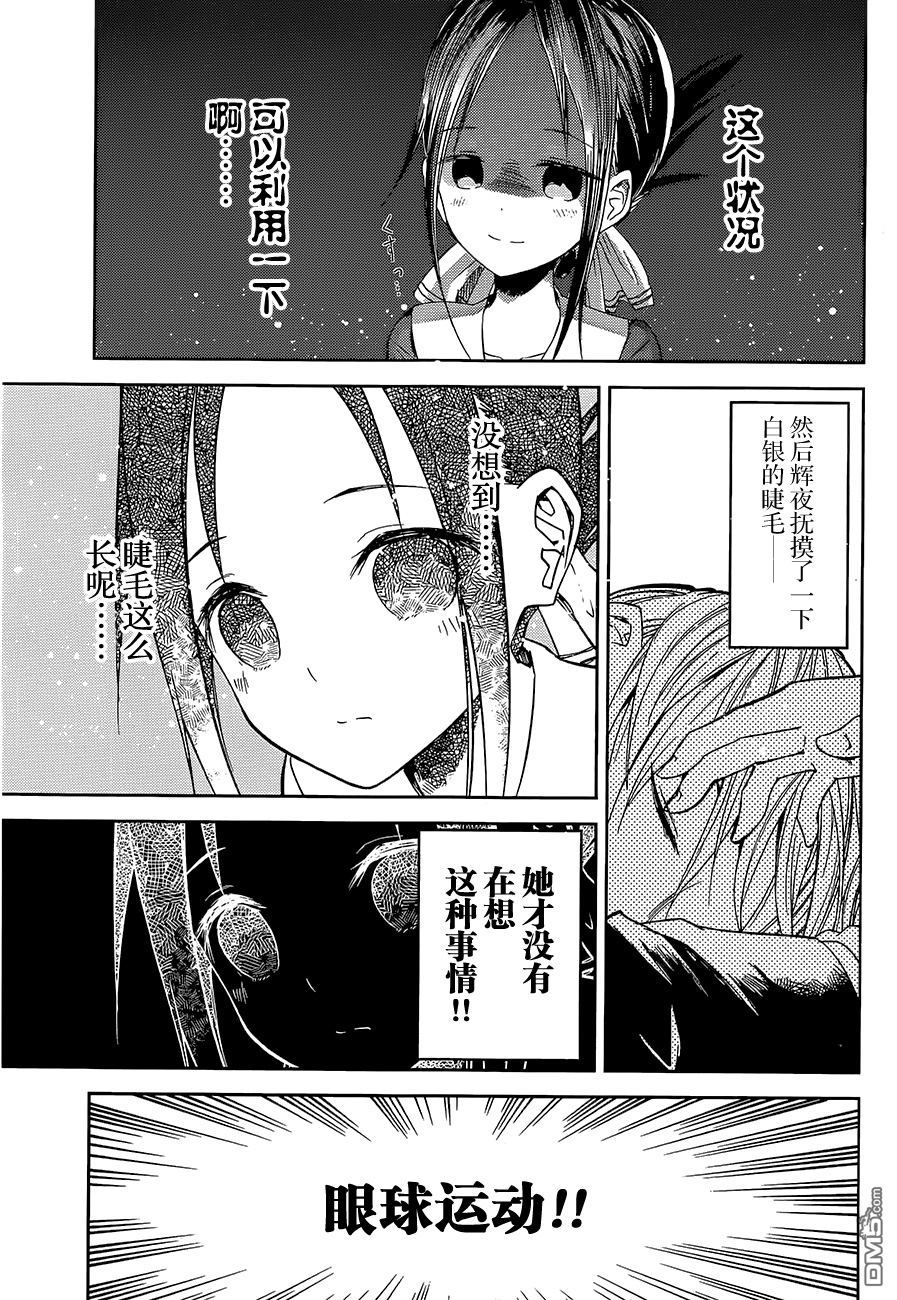 这个状况
可以利用一下
啊……
くすっ…
然后辉夜抚摸了一下
白银的睫毛——
没想到……
睫毛这么
长呢……
她才没有
在想
这种事情!!
眼球运动!!
DM5.com